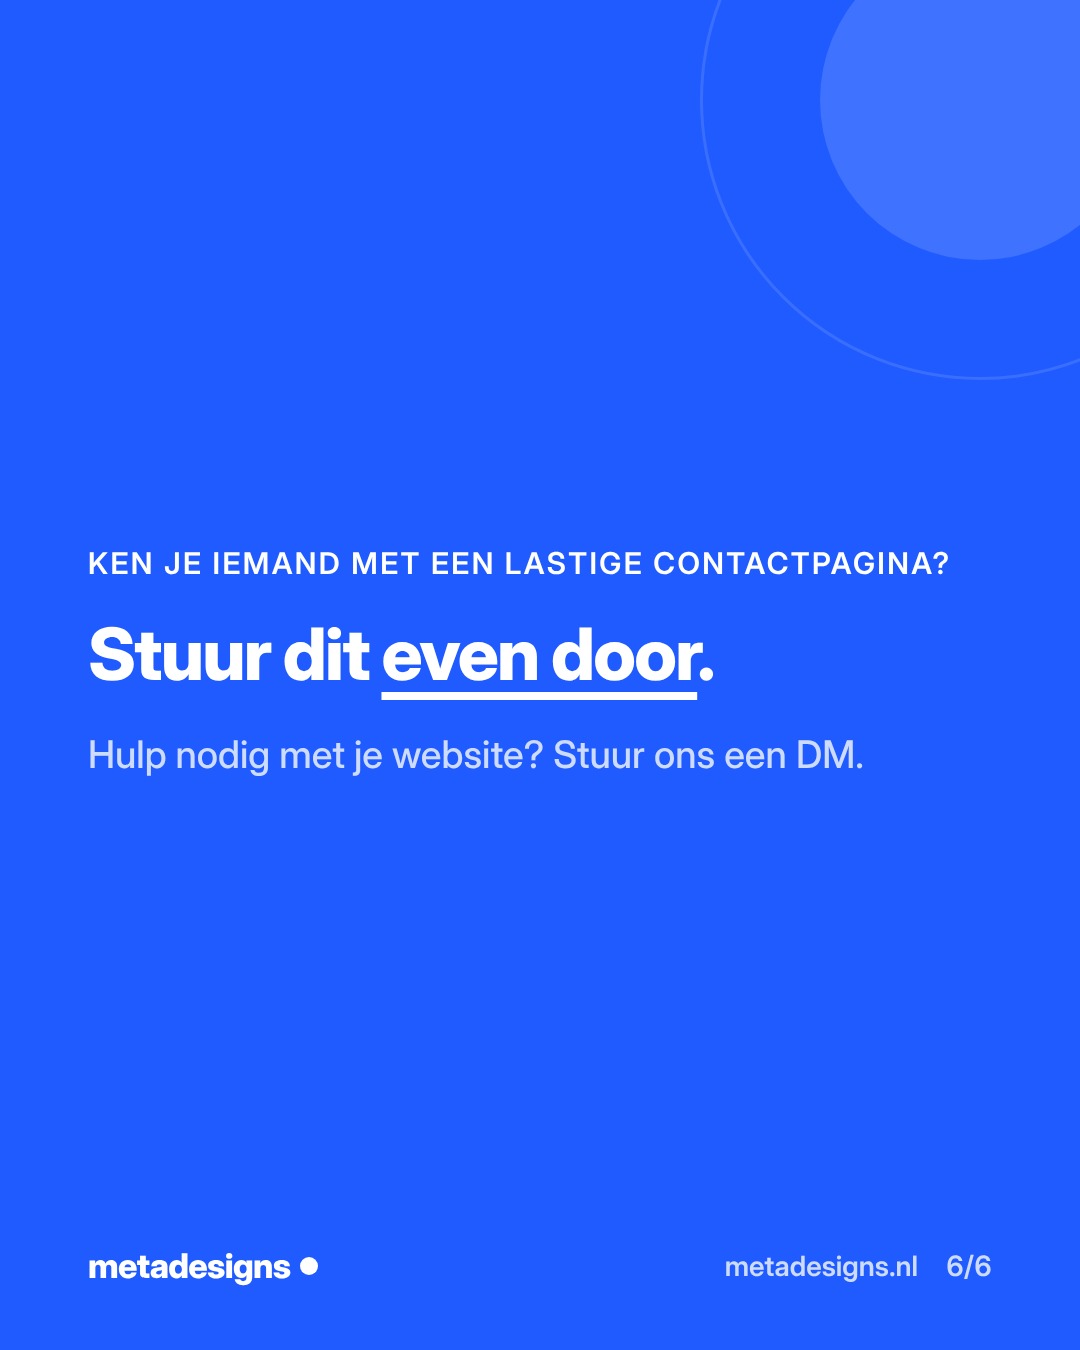 KEN JE IEMAND MET EEN LASTIGE CONTACTPAGINA?
Stuur dit even door.
Hulp nodig met je website? Stuur ons een DM.
metadesigns
metadesigns.nl 6/6